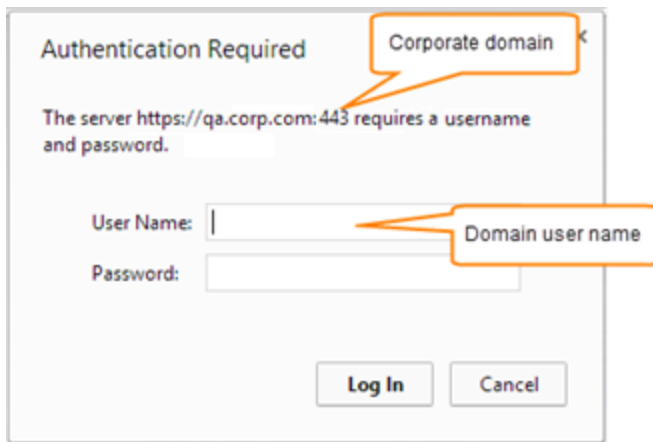 Authentication Required
Corporate domain
The server https://qa.corp.com:443 requires a username
and password.
User Name:
Domain user name
Password:
Log In
Cancel